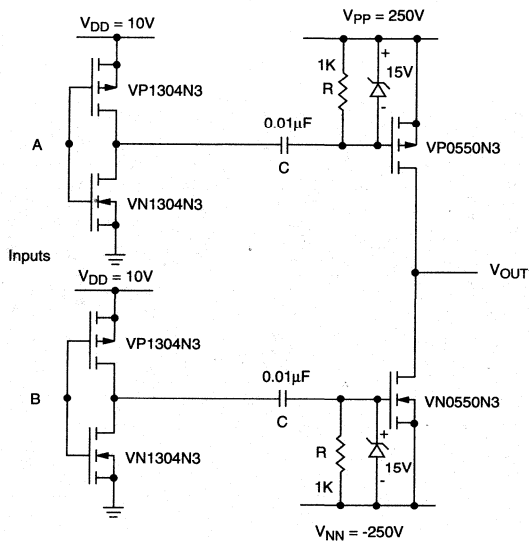 V_DD = 10V
V_PP = 250V
VP1304N3
1K
R
+
15V
-
0.01µF
A
C
VP0550N3
VN1304N3
Inputs
V_OUT
V_DD = 10V
VP1304N3
0.01µF
B
C
VN0550N3
VN1304N3
R
+
15V
-
1K
V_NN = -250V